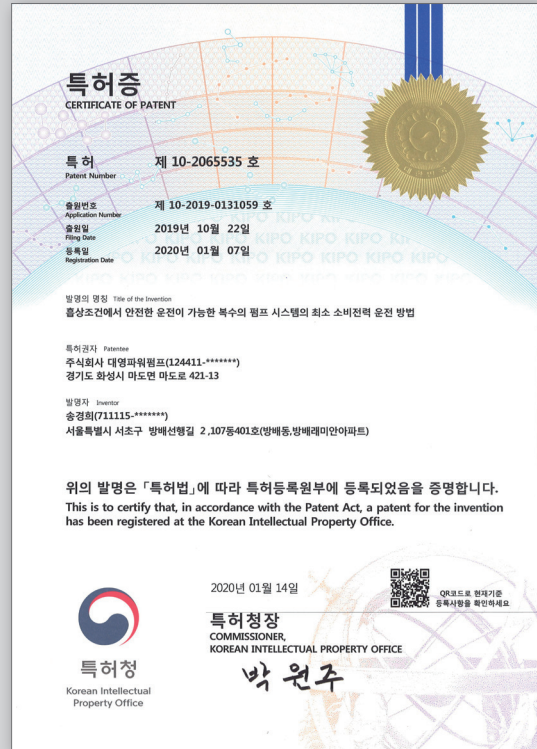 특허증
CERTIFICATE OF PATENT
특 허 제 10-2065535 호
Patent Number
출원번호 제 10-2019-0131059 호
Application Number
출원일 2019년 10월 22일
Filing Date
등록일 2020년 01월 07일
Registration Date
발명의 명칭 Title of the Invention
흡상조건에서 안전한 운전이 가능한 복수의 펌프 시스템의 최소 소비전력 운전 방법
특허권자 Patentee
주식회사 대영파워펌프(124411-*******)
경기도 화성시 마도면 마도로 421-13
발명자 Inventor
송경희(711115-*******)
서울특별시 서초구 방배선행길 2 ,107동401호(방배동,방배래미안아파트)
위의 발명은 「특허법」에 따라 특허등록원부에 등록되었음을 증명합니다.
This is to certify that, in accordance with the Patent Act, a patent for the invention
has been registered at the Korean Intellectual Property Office.
2020년 01월 14일
QR코드로 현재기준
등록사항을 확인하세요
특허청장
COMMISSIONER,
KOREAN INTELLECTUAL PROPERTY OFFICE
박원주
특허청
Korean Intellectual
Property Office